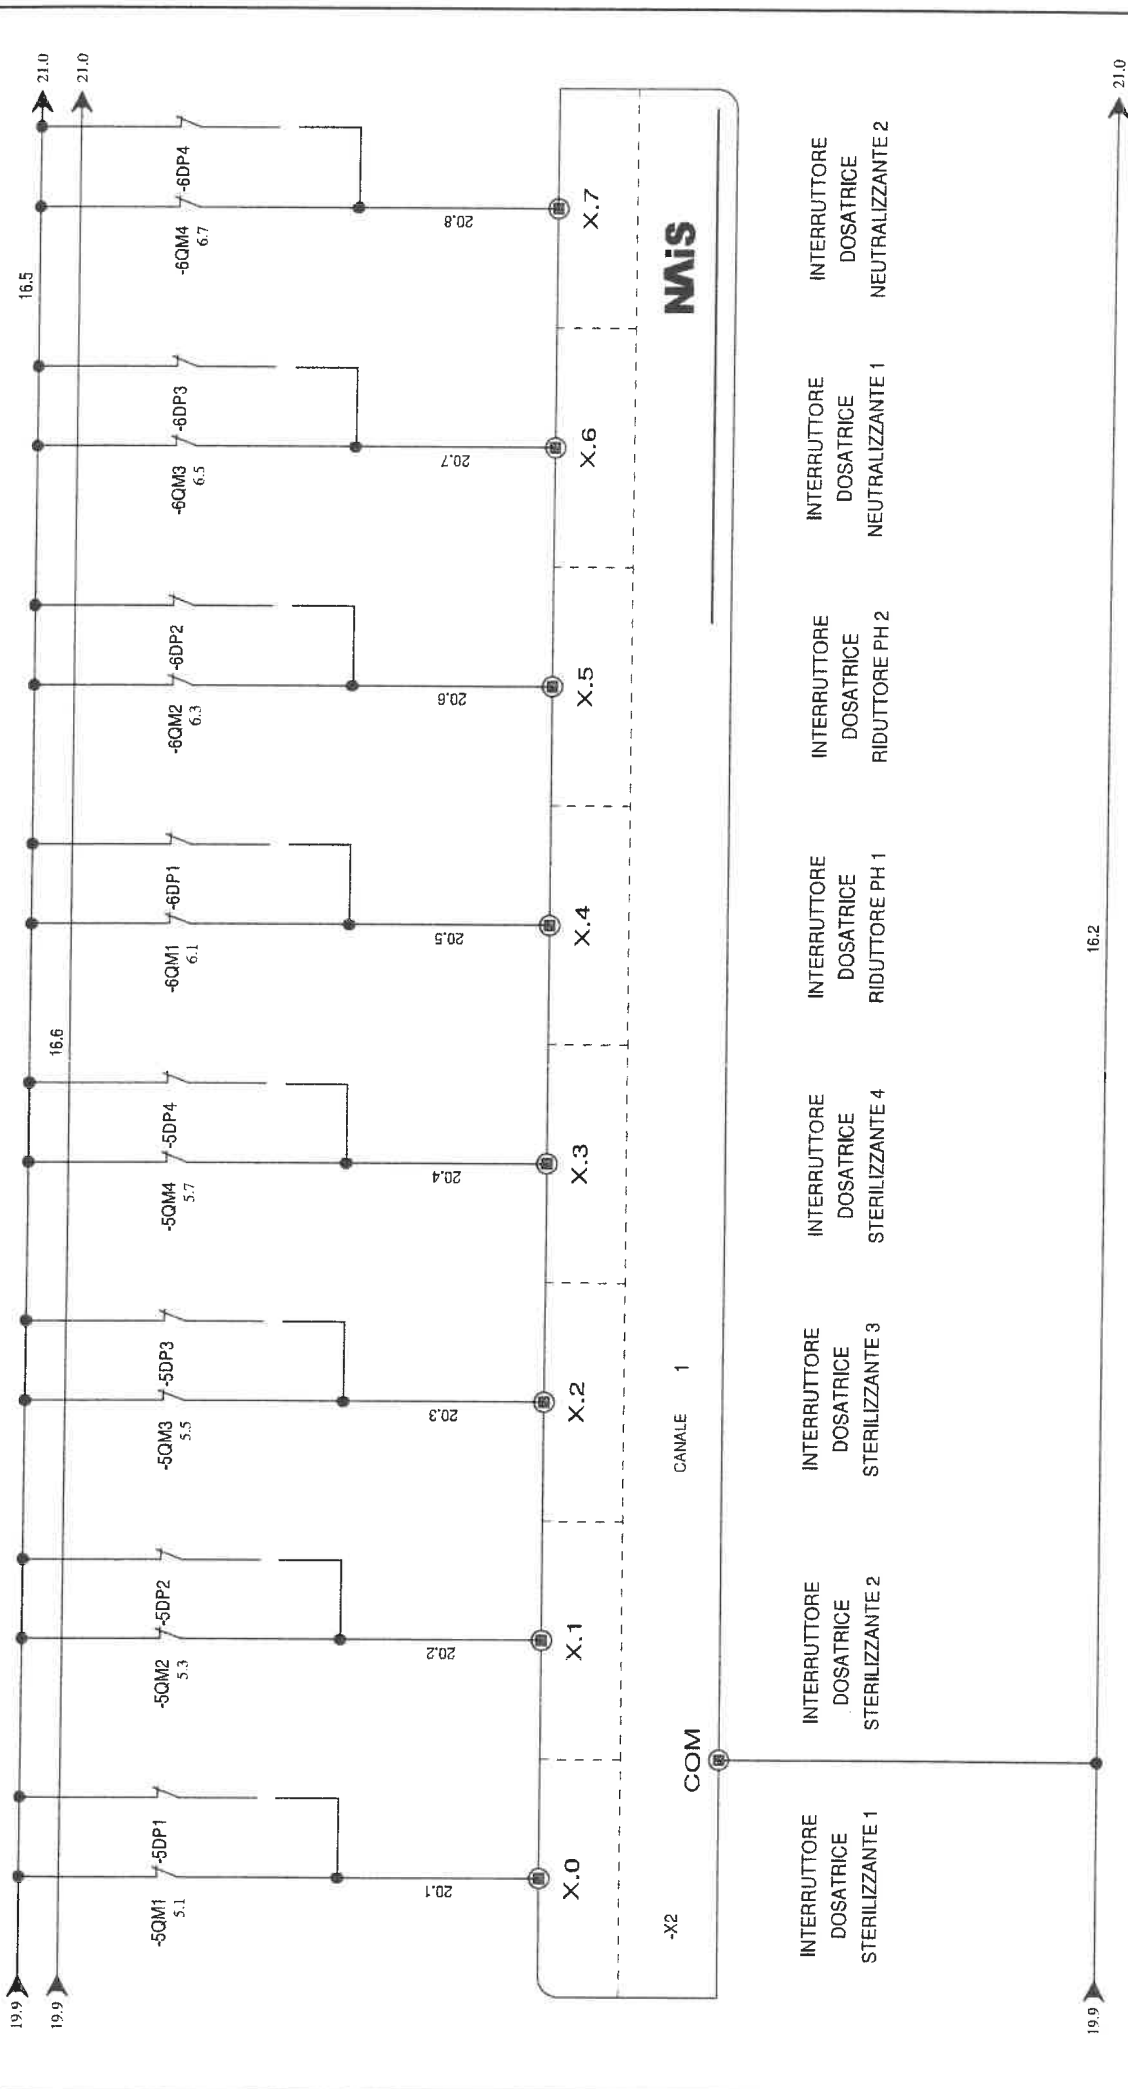 19.9
16.6
16.5
21.0
19.9
21.0
-5QM1
5.1
-5DP1
-5QM2
5.3
-5DP2
-5QM3
5.5
-5DP3
-5QM4
5.7
-5DP4
-6QM1
6.1
-6DP1
-6QM2
6.3
-6DP2
-6QM3
6.5
-6DP3
-6QM4
6.7
-6DP4
20.1
20.2
20.3
20.4
20.5
20.6
20.7
20.8
X.0
X.1
X.2
X.3
X.4
X.5
X.6
X.7
-X2
COM
CANALE 1
NAiS
INTERRUTTORE
DOSATRICE
STERILIZZANTE 1
INTERRUTTORE
DOSATRICE
STERILIZZANTE 2
INTERRUTTORE
DOSATRICE
STERILIZZANTE 3
INTERRUTTORE
DOSATRICE
STERILIZZANTE 4
INTERRUTTORE
DOSATRICE
RIDUTTORE PH 1
INTERRUTTORE
DOSATRICE
RIDUTTORE PH 2
INTERRUTTORE
DOSATRICE
NEUTRALIZZANTE 1
INTERRUTTORE
DOSATRICE
NEUTRALIZZANTE 2
19.9
16.2
21.0